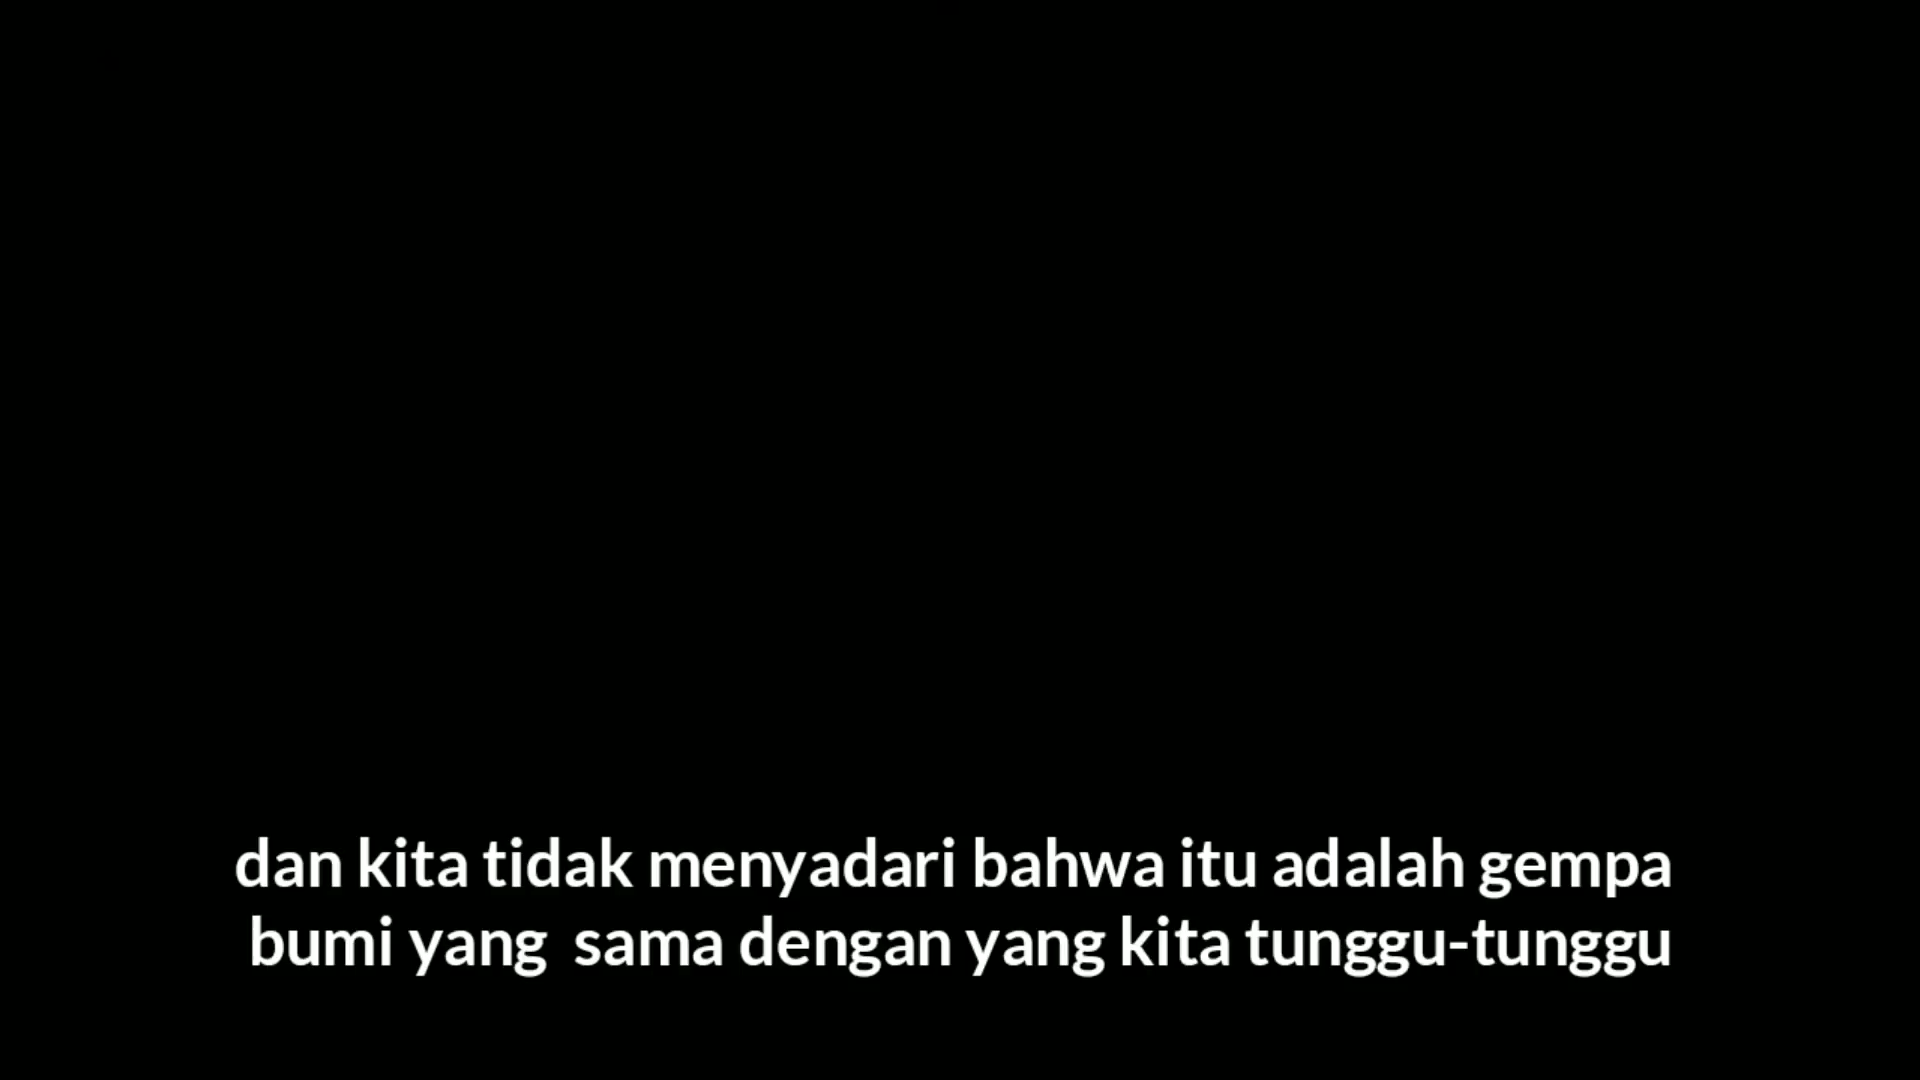 dan kita tidak menyadari bahwa itu adalah gempa
bumi yang  sama dengan yang kita tunggu-tunggu